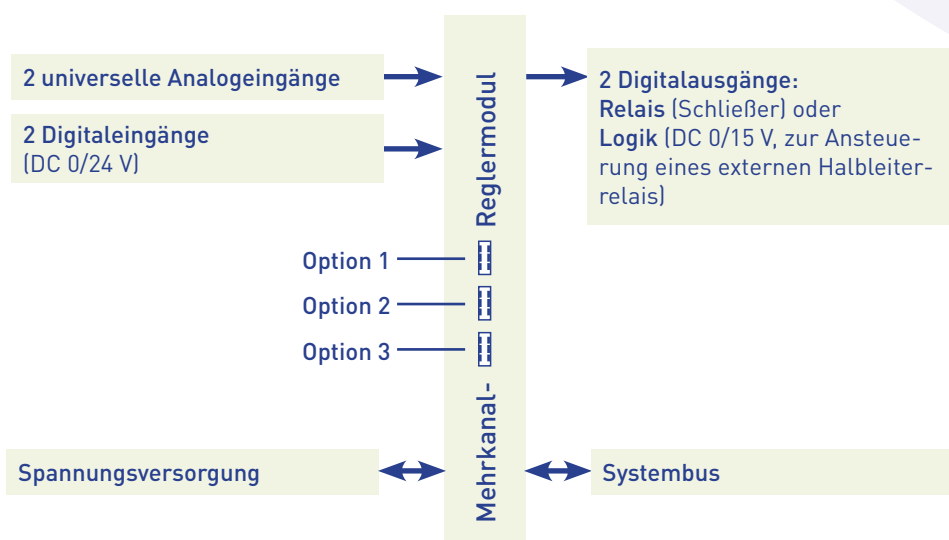 2 universelle Analogeingänge
2 Digitaleingänge
(DC 0/24 V)
Mehrkanal- Reglermodul
2 Digitalausgänge:
Relais (Schließer) oder
Logik (DC 0/15 V, zur Ansteue-
rung eines externen Halbleiter-
relais)
Option 1
Option 2
Option 3
Spannungsversorgung
Systembus